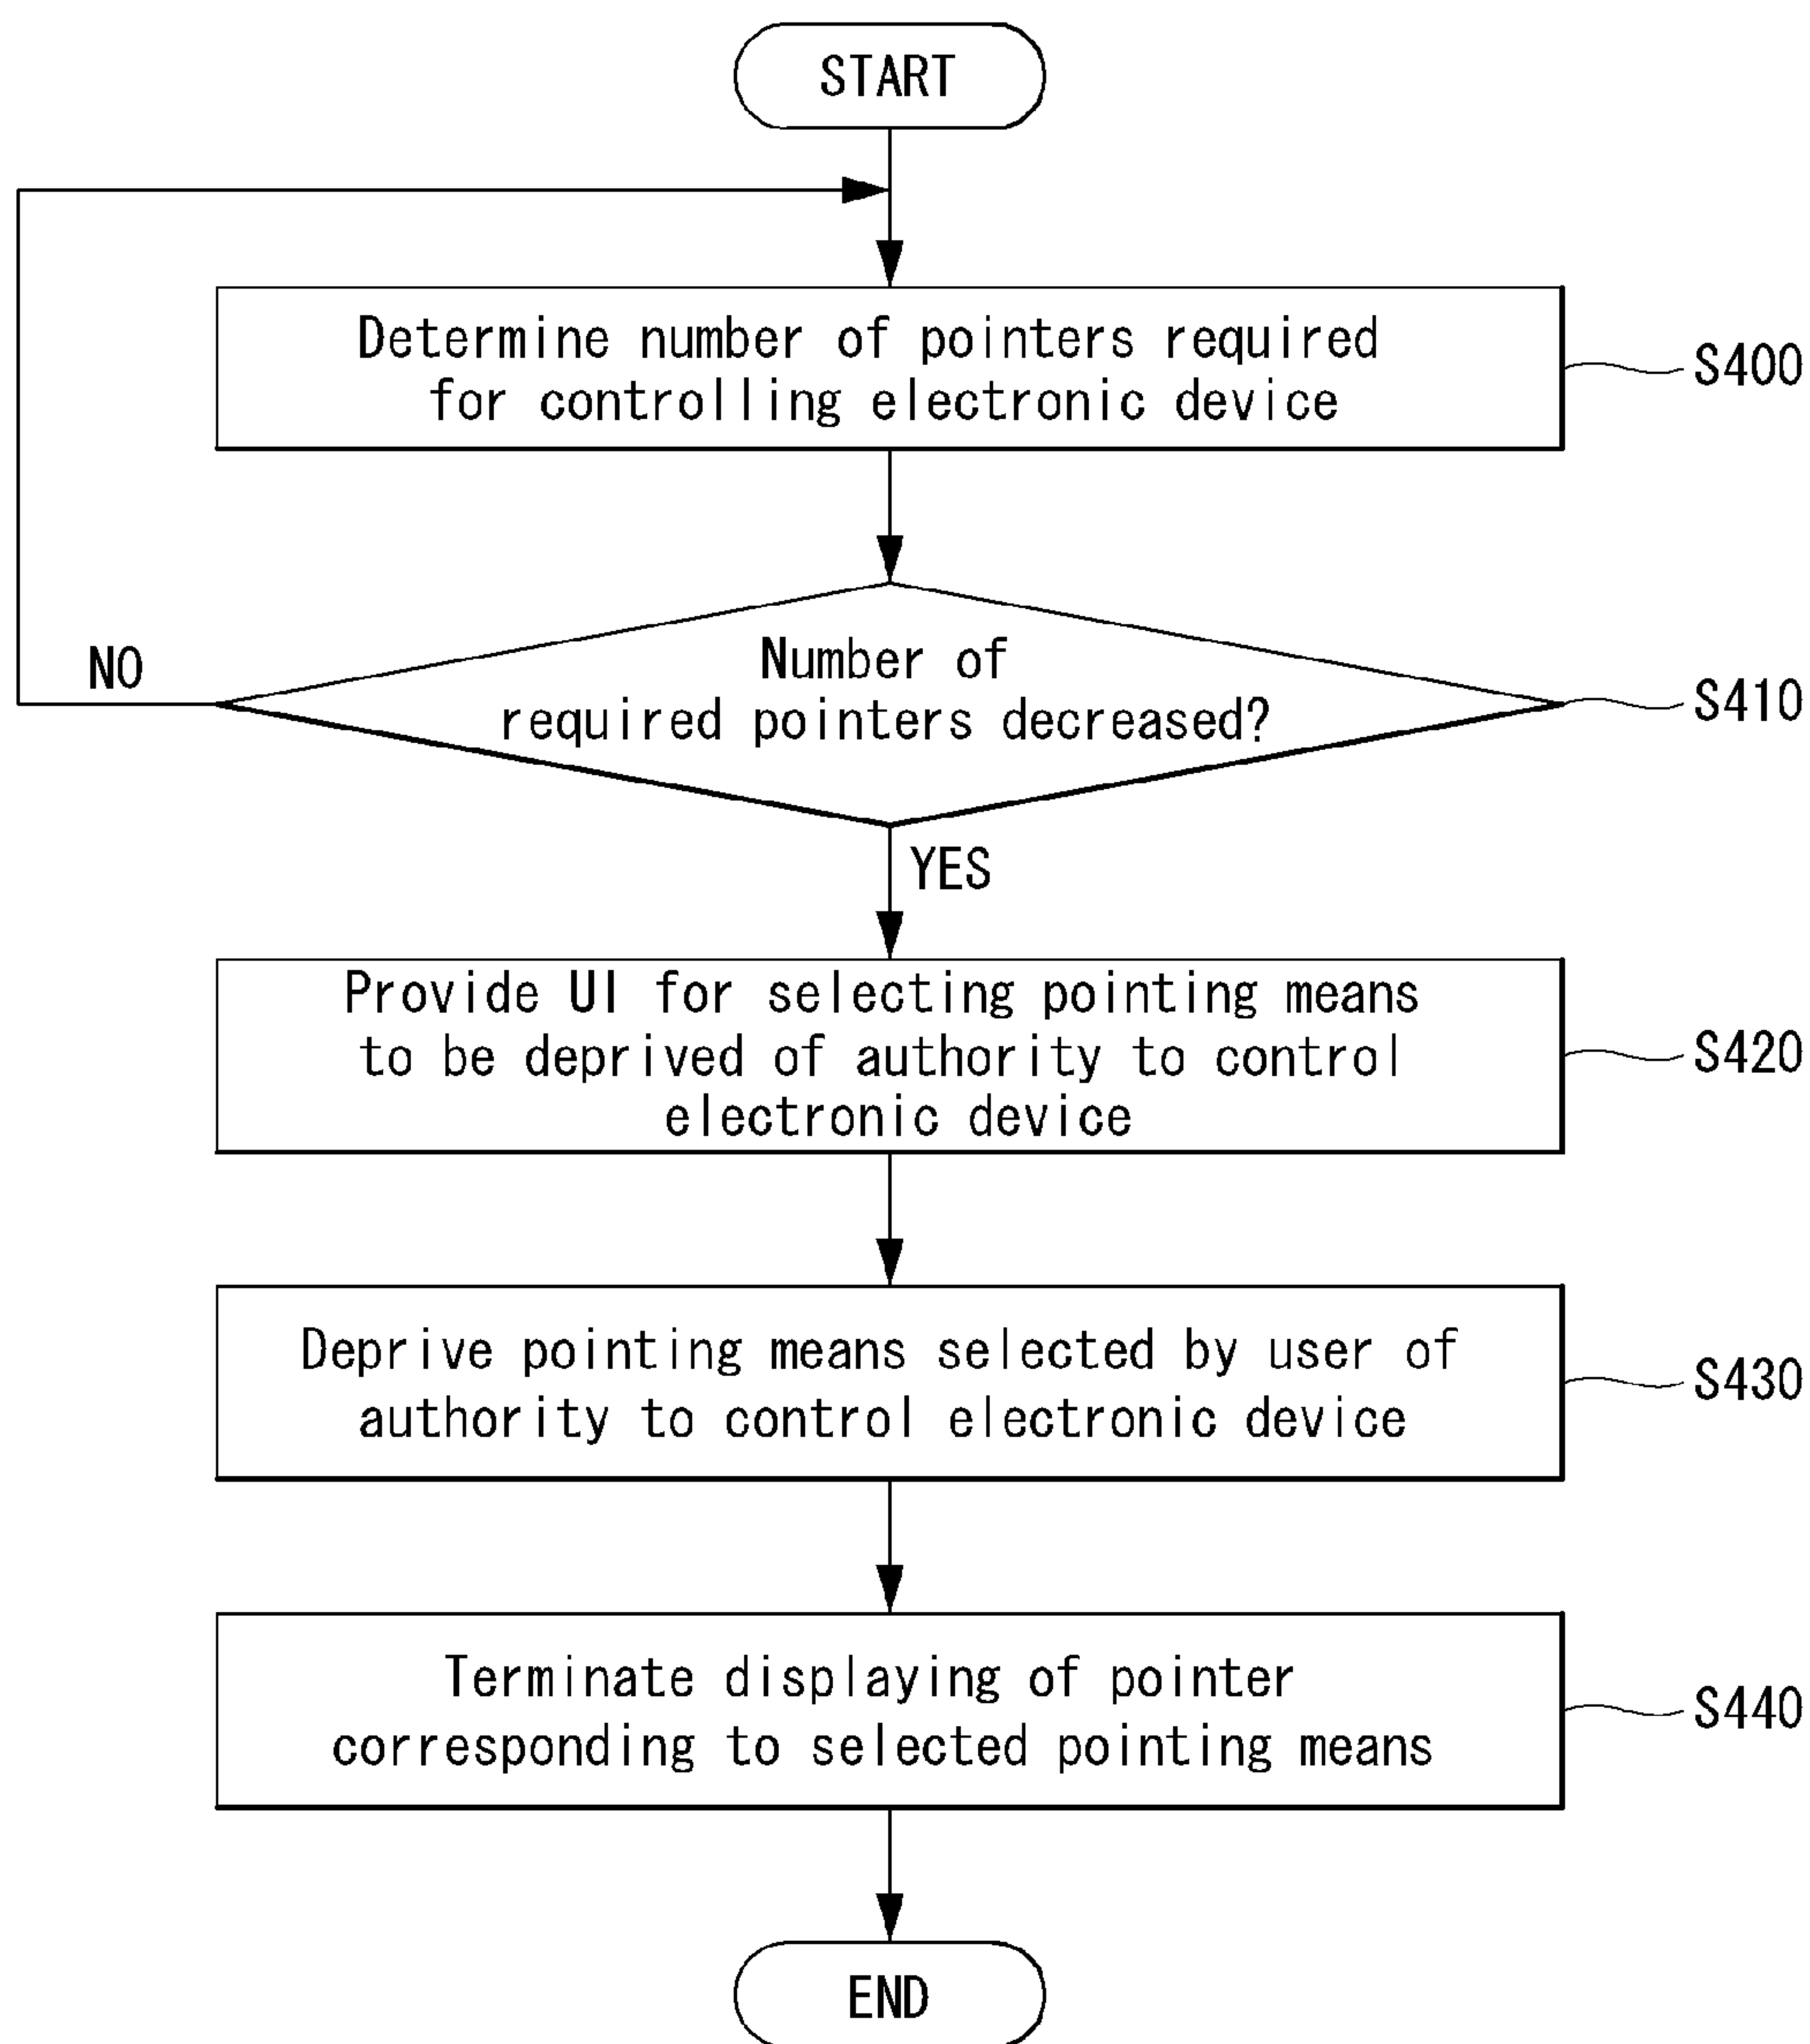 START
Determine number of pointers required
for controlling electronic device
S400
Number of
required pointers decreased?
S410
NO
YES
Provide UI for selecting pointing means
to be deprived of authority to control
electronic device
S420
Deprive pointing means selected by user of
authority to control electronic device
S430
Terminate displaying of pointer
corresponding to selected pointing means
S440
END